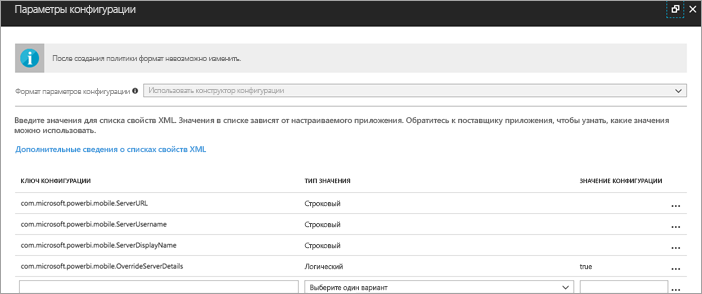 Параметры конфигурации
После создания политики формат невозможно изменить.
Формат параметров конфигурации
Использовать конструктор конфигурации
Введите значения для списка свойств XML. Значения в списке зависят от настраиваемого приложения. Обратитесь к поставщику приложения, чтобы узнать, какие значения
можно использовать.
Дополнительные сведения о списках свойств XML
КЛЮЧ КОНФИГУРАЦИИ ТИП ЗНАЧЕНИЯ ЗНАЧЕНИЕ КОНФИГУРАЦИИ
com.microsoft.powerbi.mobile.ServerURL Строковый ...
com.microsoft.powerbi.mobile.ServerUsername Строковый ...
com.microsoft.powerbi.mobile.ServerDisplayName Строковый ...
com.microsoft.powerbi.mobile.OverrideServerDetails Логический true ...
Выберите один вариант ...